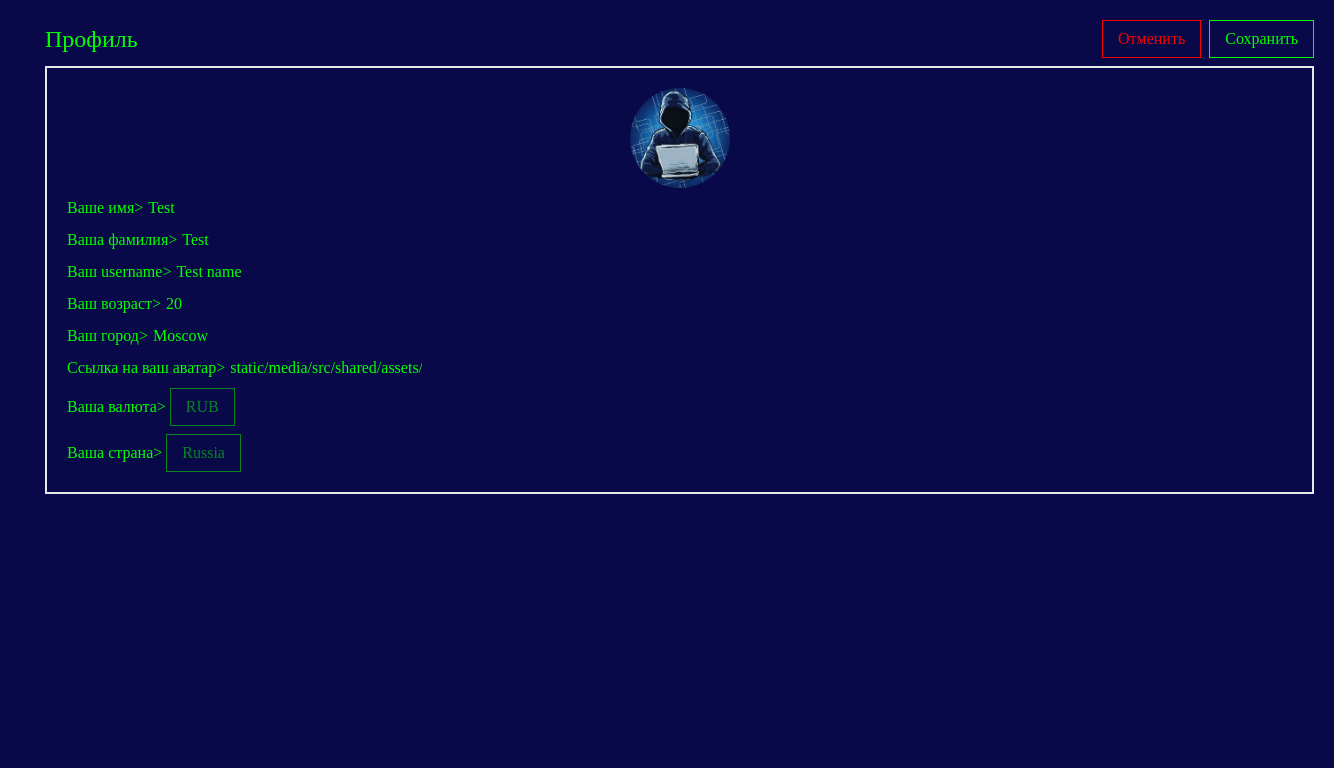 Профиль
Отменить
Сохранить
Ваше имя> Test
Ваша фамилия> Test
Ваш username> Test name
Ваш возраст> 20
Ваш город> Moscow
Ссылка на ваш аватар> static/media/src/shared/assets/
Ваша валюта> RUB
Ваша страна> Russia